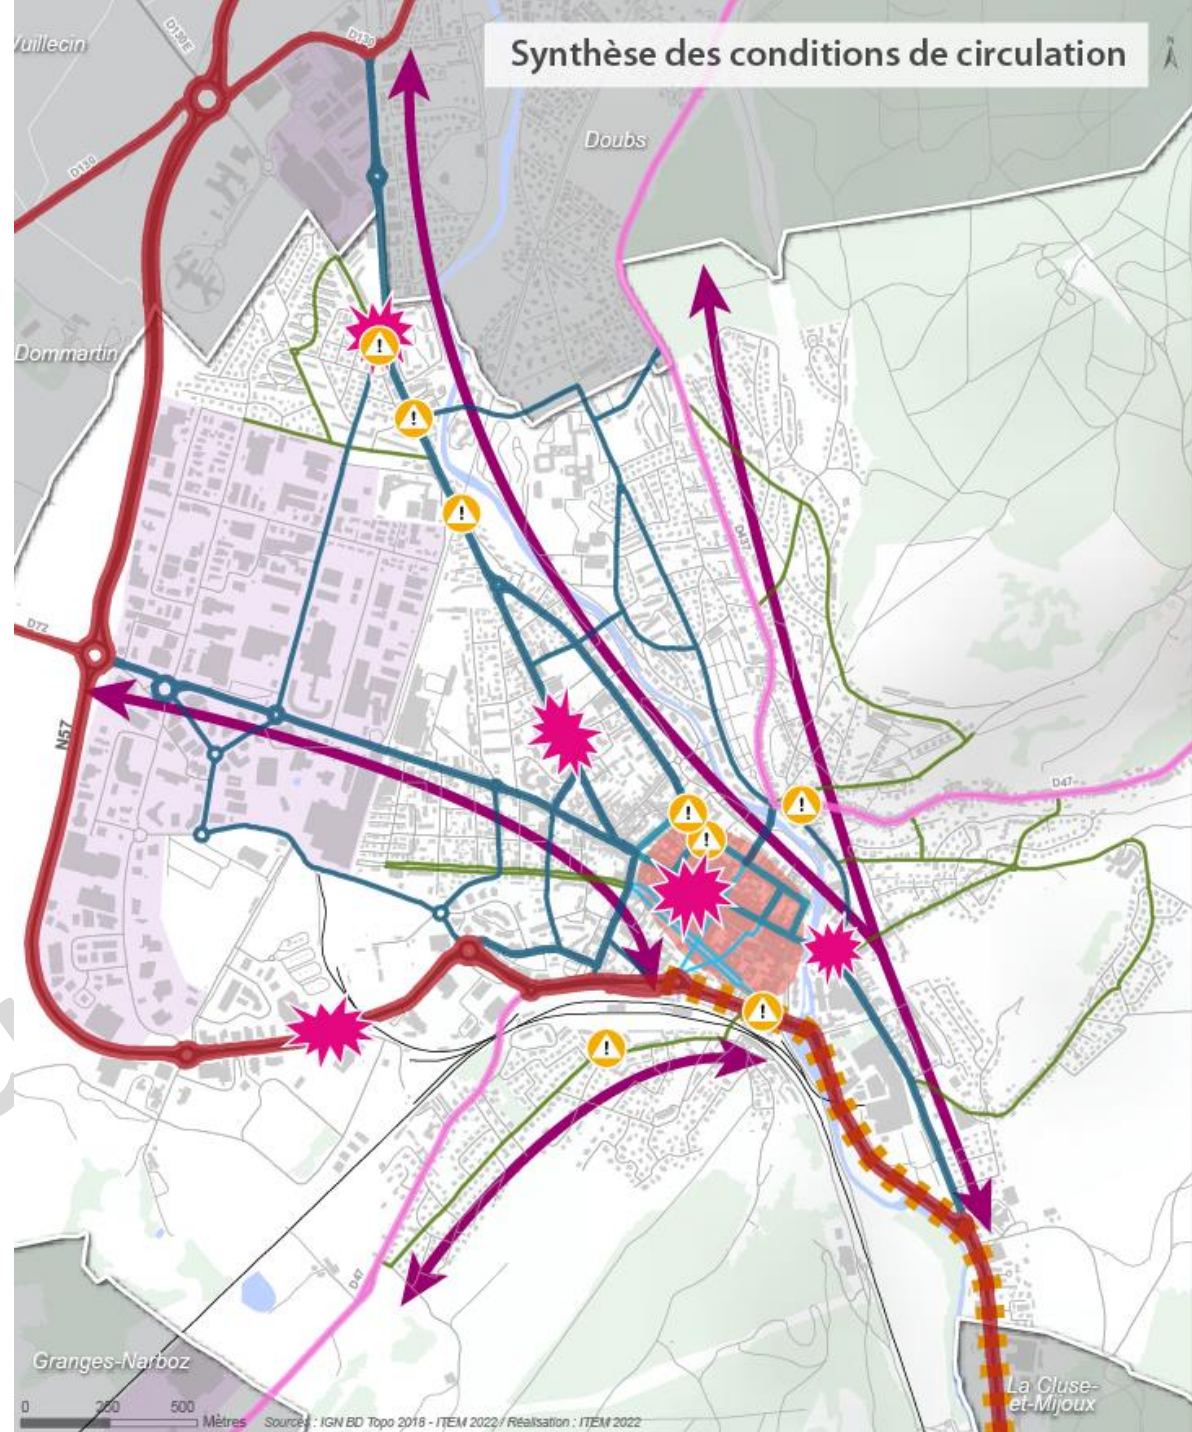 Synthèse des conditions de circulation
N
Vuillecin
D130E
D130
Doubs
D130
Dommartin
!
!
!
D437
D72
N57
D47
!
!
!
!
!
D47
Granges-Narboz
La Cluse-
et-Mijoux
0 250 500
Mètres
Sources : IGN BD Topo 2018 - ITEM 2022 / Réalisation : ITEM 2022